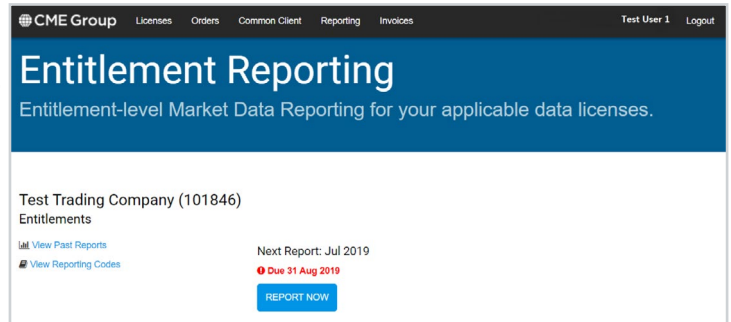 CME Group Licenses Orders Common Client Reporting Invoices Test User 1 Logout
Entitlement Reporting
Entitlement-level Market Data Reporting for your applicable data licenses.
Test Trading Company (101846)
Entitlements
View Past Reports
View Reporting Codes
Next Report: Jul 2019
Due 31 Aug 2019
REPORT NOW